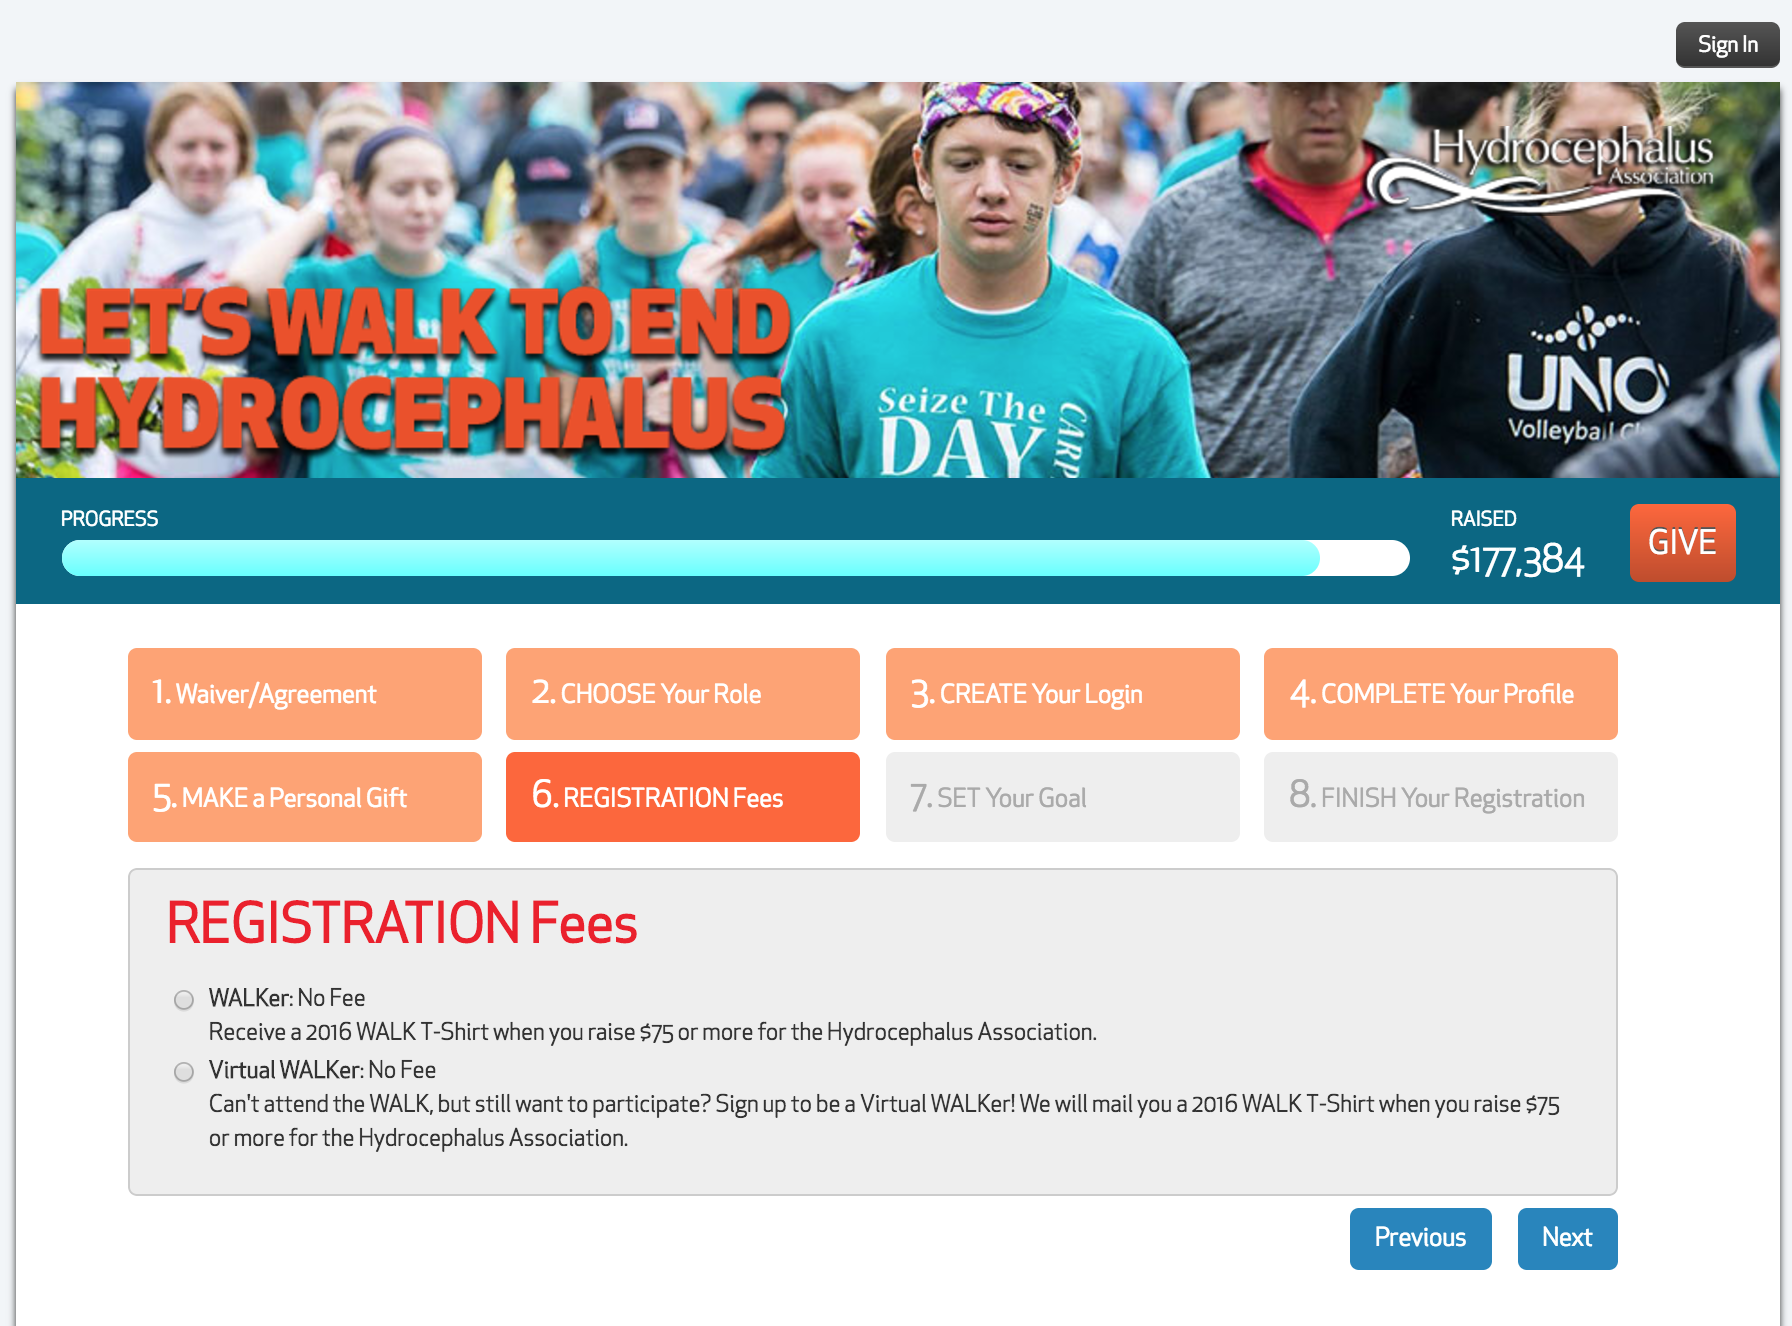 Sign In
Hydrocephalus
Association
LET'S WALK TO END
HYDROCEPHALUS
Seize The
DAY
CARP
UNO
Volleyball
PROGRESS
RAISED
$177,384
GIVE
1. Waiver/Agreement
2. CHOOSE Your Role
3. CREATE Your Login
4. COMPLETE Your Profile
5. MAKE a Personal Gift
6. REGISTRATION Fees
7. SET Your Goal
8. FINISH Your Registration
REGISTRATION Fees
WALKer: No Fee
Receive a 2016 WALK T-Shirt when you raise $75 or more for the Hydrocephalus Association.
Virtual WALKer: No Fee
Can't attend the WALK, but still want to participate? Sign up to be a Virtual WALKer! We will mail you a 2016 WALK T-Shirt when you raise $75
or more for the Hydrocephalus Association.
Previous
Next